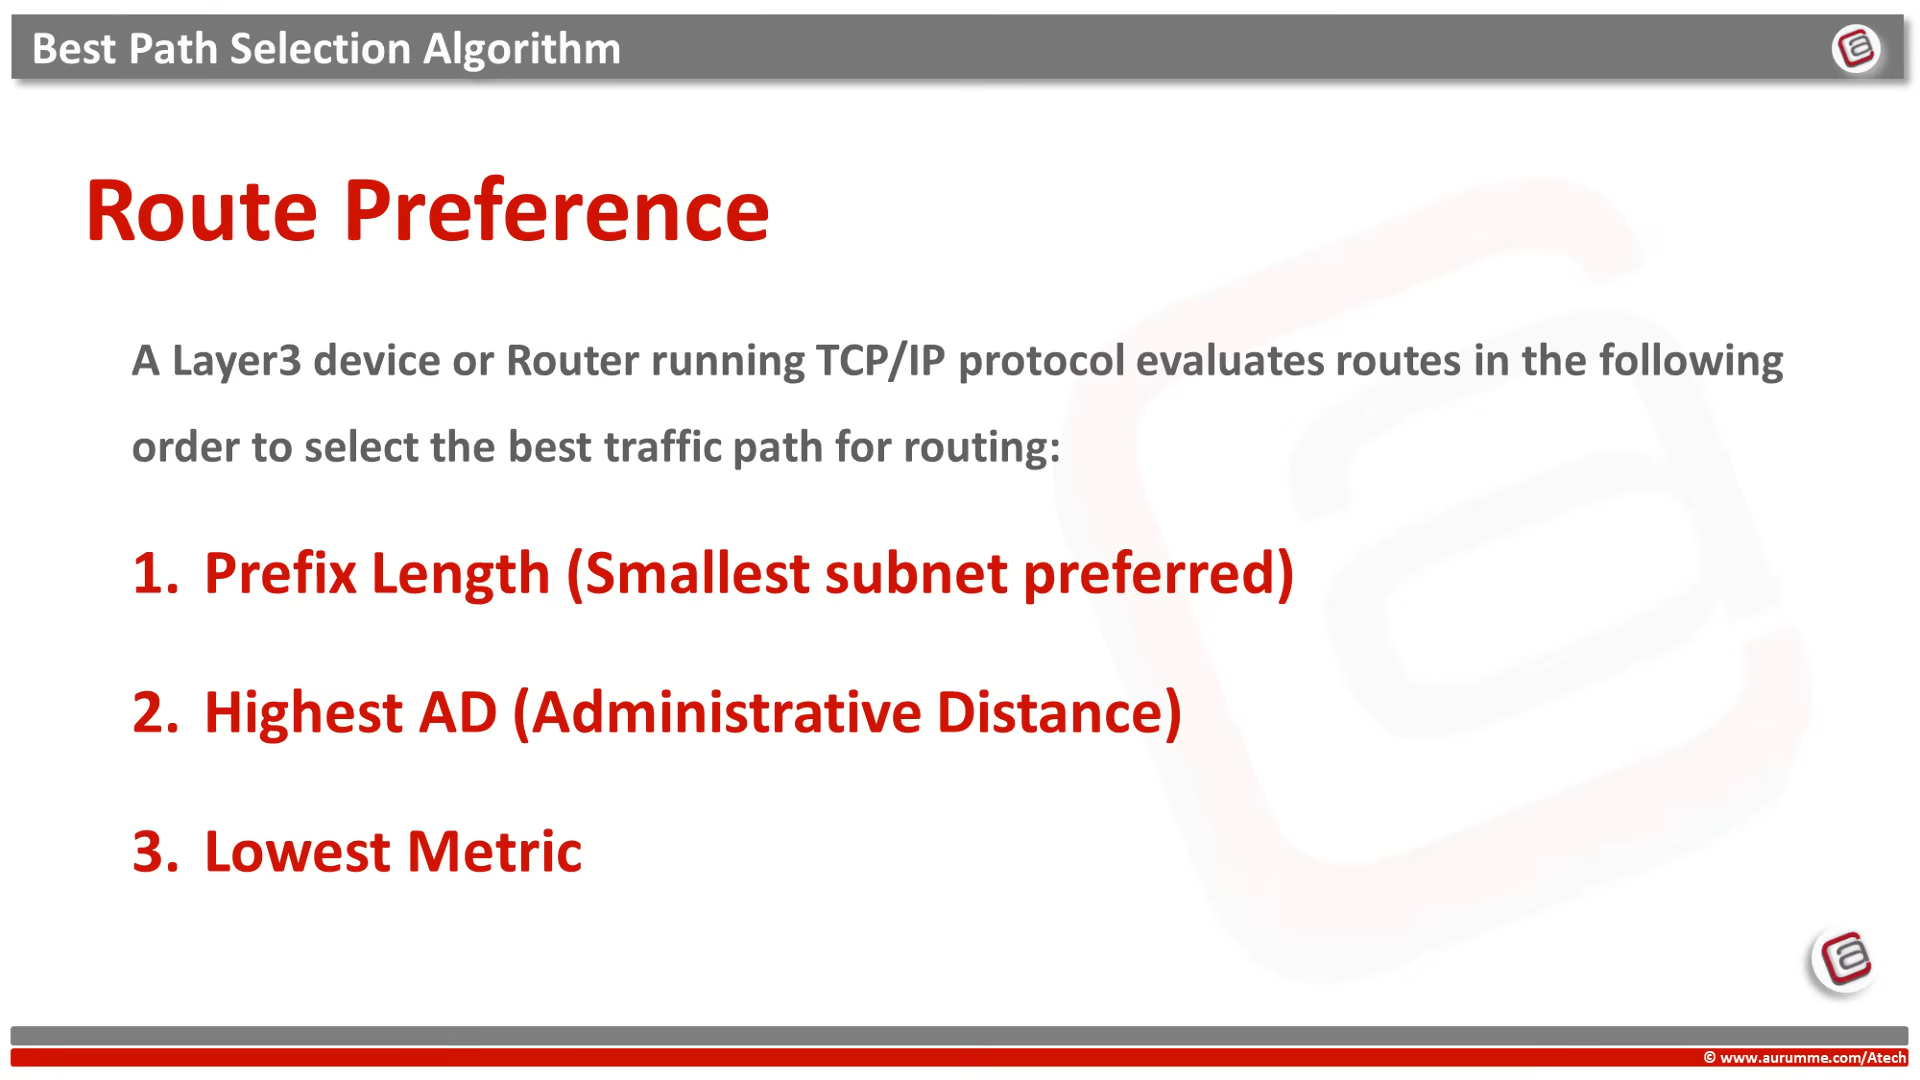 Best Path Selection Algorithm
Route Preference
A Layer3 device or Router running TCP/IP protocol evaluates routes in the following
order to select the best traffic path for routing:
1. Prefix Length (Smallest subnet preferred)
2. Highest AD (Administrative Distance)
3. Lowest Metric
© www.aurumme.com/Atech